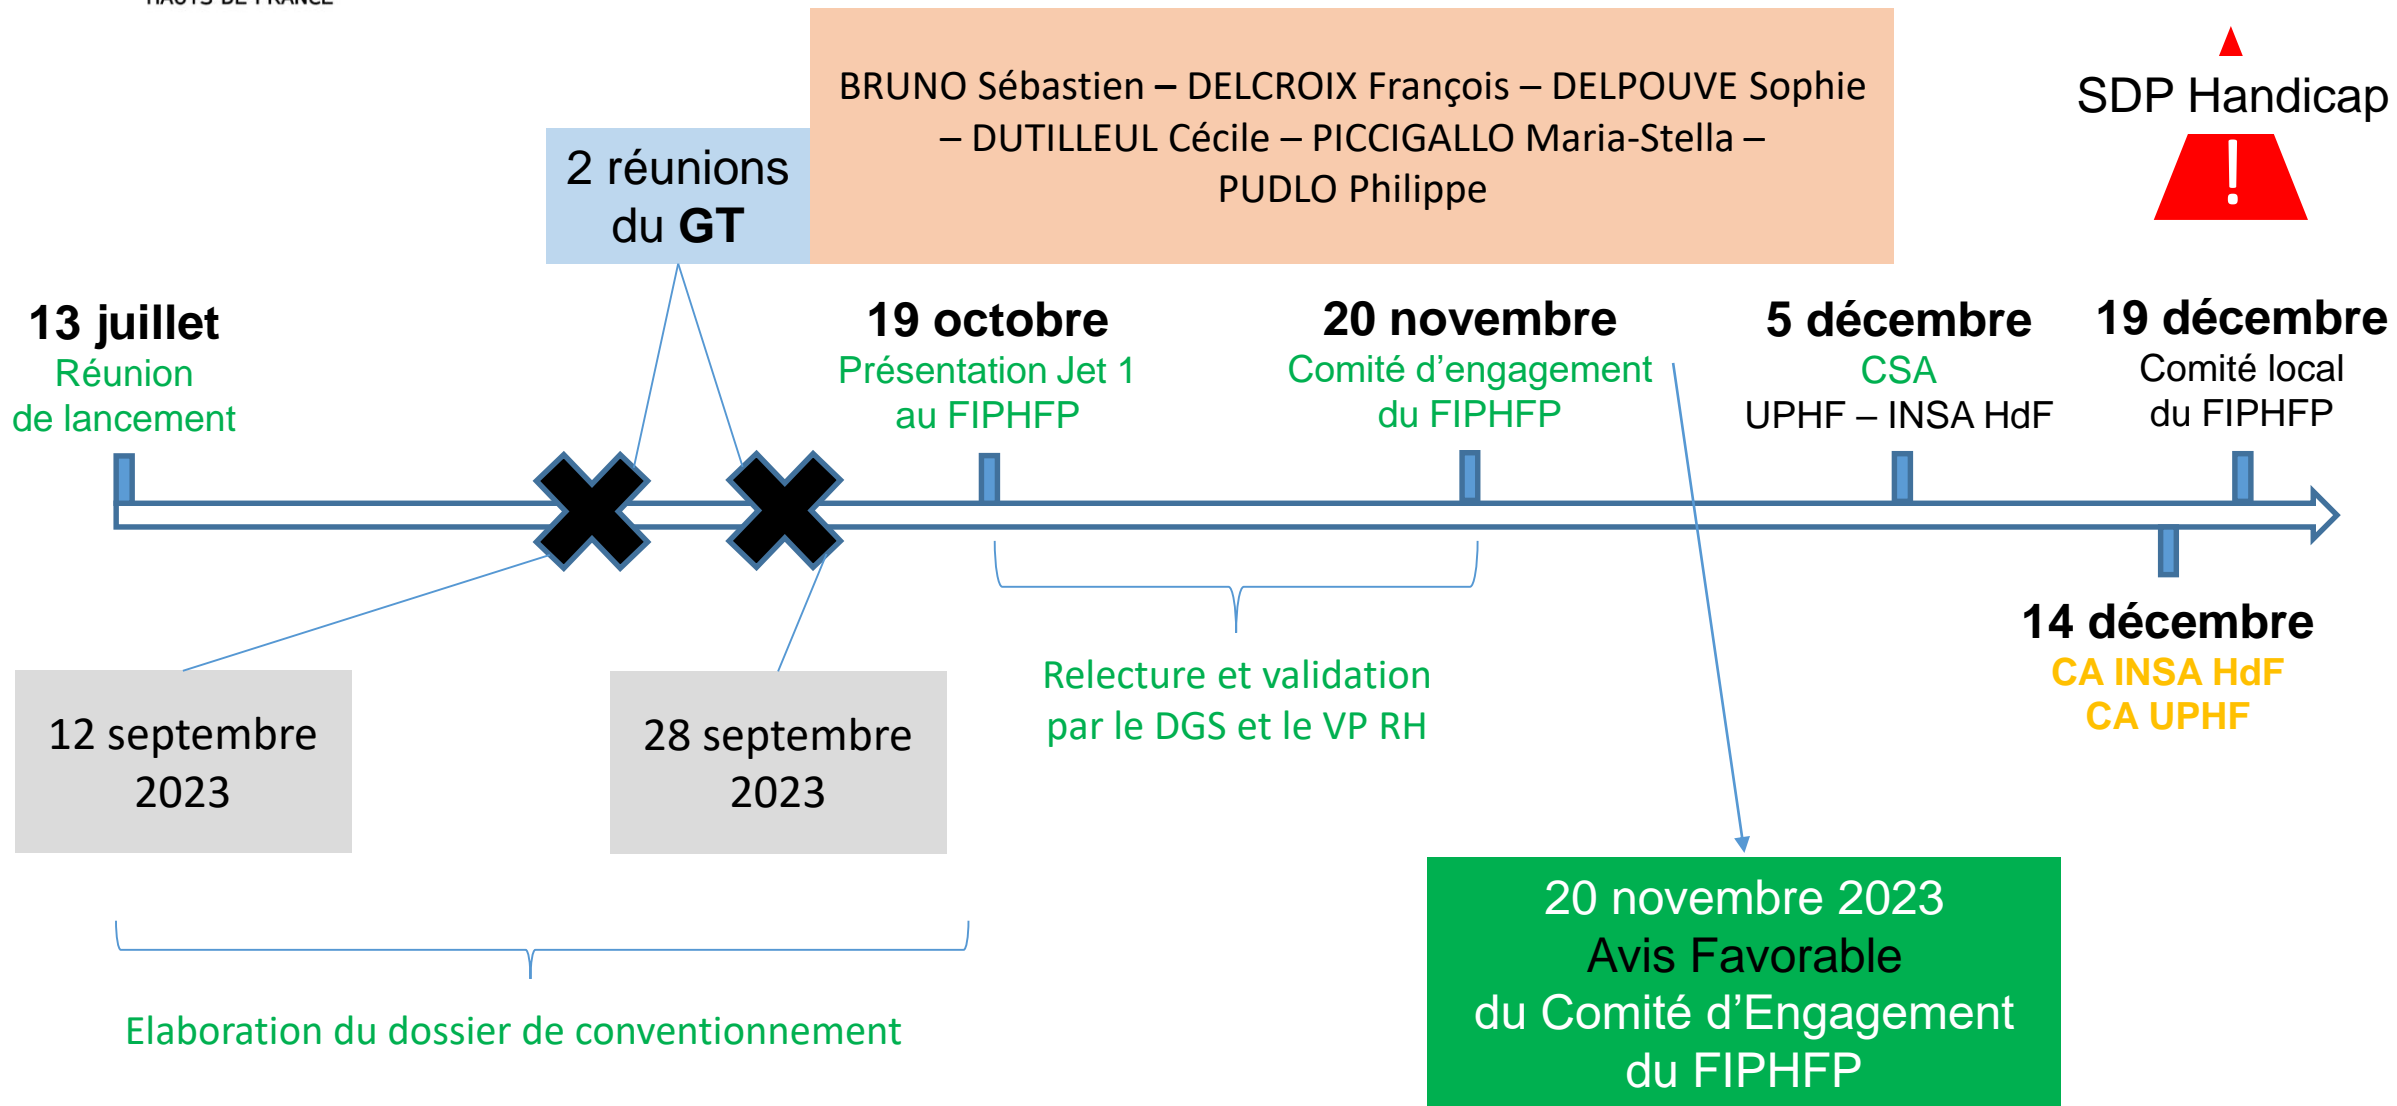 HAUTS-DE-FRANCE
BRUNO Sébastien – DELCROIX François – DELPOUVE Sophie
– DUTILLEUL Cécile – PICCIGALLO Maria-Stella –
PUDLO Philippe
SDP Handicap
!
2 réunions
du GT
13 juillet
Réunion
de lancement
19 octobre
Présentation Jet 1
au FIPHFP
20 novembre
Comité d’engagement
du FIPHFP
5 décembre
CSA
UPHF – INSA HdF
19 décembre
Comité local
du FIPHFP
14 décembre
CA INSA HdF
CA UPHF
12 septembre
2023
28 septembre
2023
Relecture et validation
par le DGS et le VP RH
20 novembre 2023
Avis Favorable
du Comité d’Engagement
du FIPHFP
Elaboration du dossier de conventionnement